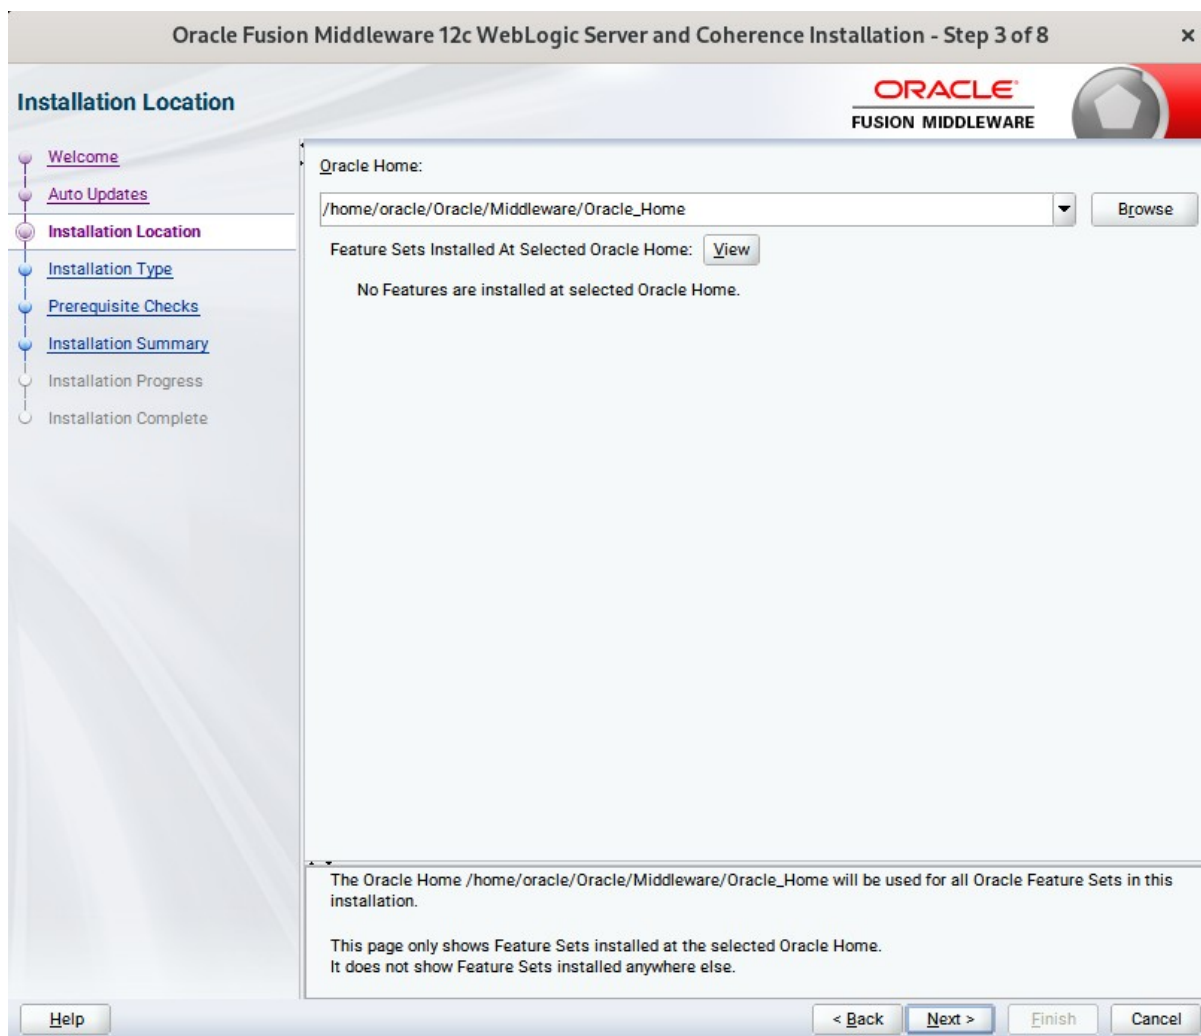 Oracle Fusion Middleware 12c WebLogic Server and Coherence Installation - Step 3 of 8
×
Installation Location
ORACLE
FUSION MIDDLEWARE
Welcome
Auto Updates
Installation Location
Installation Type
Prerequisite Checks
Installation Summary
Installation Progress
Installation Complete
Oracle Home:
/home/oracle/Oracle/Middleware/Oracle_Home
Browse
Feature Sets Installed At Selected Oracle Home: View
No Features are installed at selected Oracle Home.
The Oracle Home /home/oracle/Oracle/Middleware/Oracle_Home will be used for all Oracle Feature Sets in this
installation.
This page only shows Feature Sets installed at the selected Oracle Home.
It does not show Feature Sets installed anywhere else.
Help
< Back Next > Finish Cancel